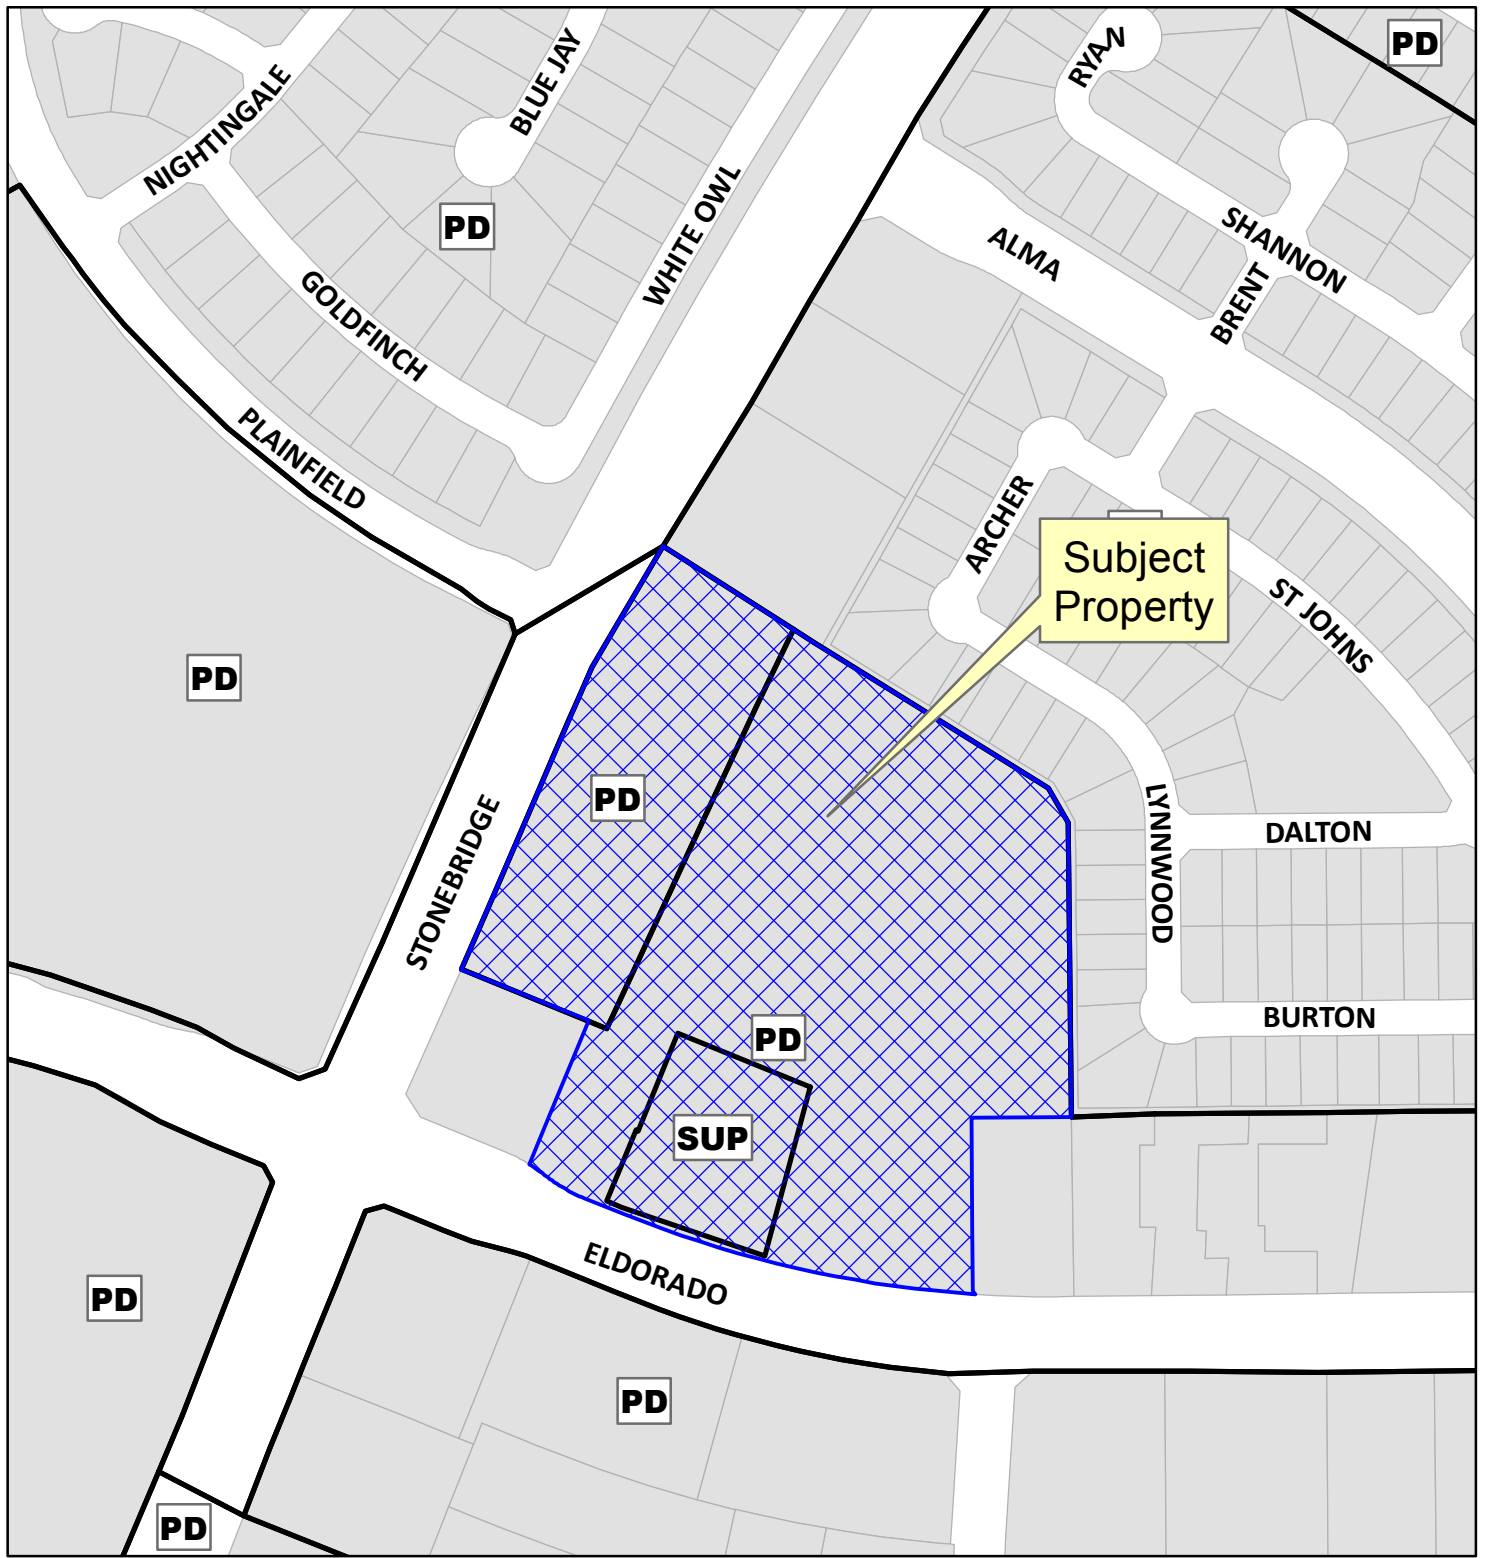 PD
RYAN
BLUE JAY
NIGHTINGALE
PD
WHITE OWL
SHANNON
ALMA
BRENT
GOLDFINCH
PLAINFIELD
ARCHER
Subject
Property
ST JOHNS
PD
PD
STONEBRIDGE
LYNNWOOD
DALTON
BURTON
PD
SUP
ELDORADO
PD
PD
PD